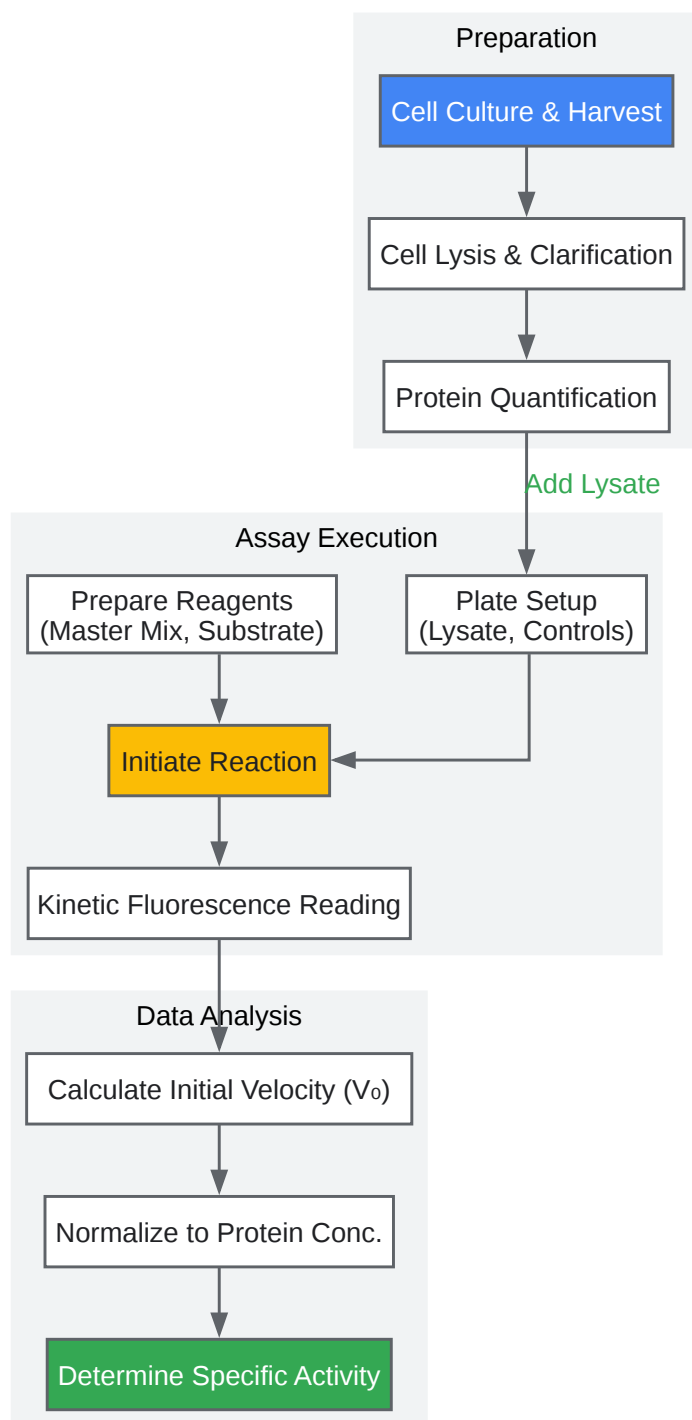 Preparation
Cell Culture & Harvest
Cell Lysis & Clarification
Protein Quantification
Add Lysate
Assay Execution
Prepare Reagents
(Master Mix, Substrate)
Plate Setup
(Lysate, Controls)
Initiate Reaction
Kinetic Fluorescence Reading
Data Analysis
Calculate Initial Velocity (V₀)
Normalize to Protein Conc.
Determine Specific Activity